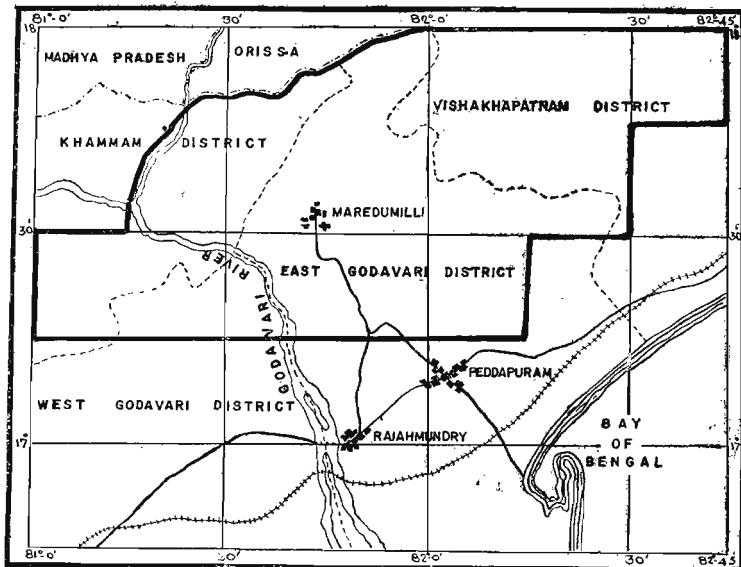 81°0' 30' 82°0' 30' 82°45'
18° 18°
MADHYA PRADESH ORISSA
VISHAKHAPATNAM DISTRICT
KHAMMAM DISTRICT
MAREDUMILLI
30' 30'
EAST GODAVARI DISTRICT
GODAVARI RIVER
PEDDAPURAM
WEST GODAVARI DISTRICT
RAJAHMUNDRY
BAY
OF
BENGAL
17° 17°
81°0' 30' 82°0' 30' 82°45'